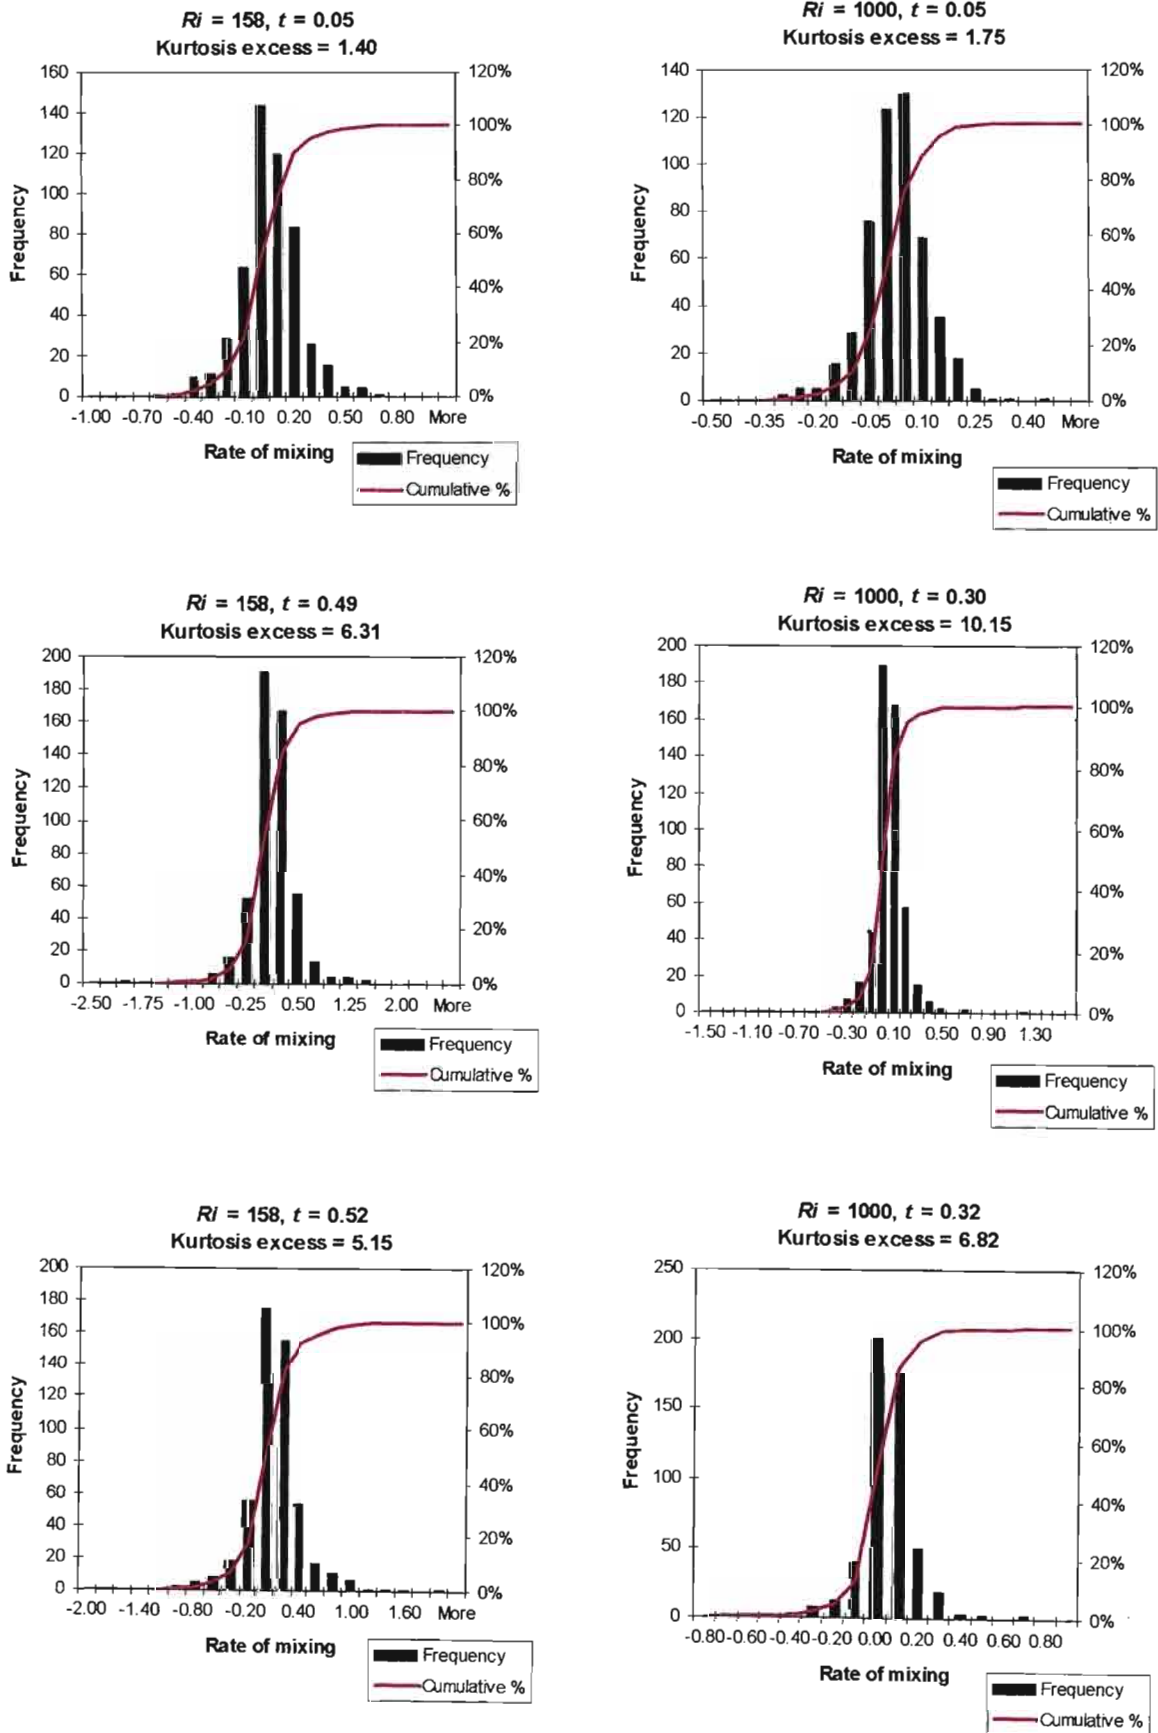 Ri = 158, t = 0.05
Kurtosis excess = 1.40
160
140
120
100
80
60
40
20
0
120%
100%
80%
60%
40%
20%
0%
Frequency
-1.00 -0.70 -0.40 -0.10 0.20 0.50 0.80 More
Rate of mixing
Frequency
Cumulative %
Ri = 1000, t = 0.05
Kurtosis excess = 1.75
140
120
100
80
60
40
20
0
120%
100%
80%
60%
40%
20%
0%
Frequency
-0.50 -0.35 -0.20 -0.05 0.10 0.25 0.40 More
Rate of mixing
Frequency
Cumulative %
Ri = 158, t = 0.49
Kurtosis excess = 6.31
200
180
160
140
120
100
80
60
40
20
0
120%
100%
80%
60%
40%
20%
0%
Frequency
-2.50 -1.75 -1.00 -0.25 0.50 1.25 2.00 More
Rate of mixing
Frequency
Cumulative %
Ri = 1000, t = 0.30
Kurtosis excess = 10.15
200
180
160
140
120
100
80
60
40
20
0
120%
100%
80%
60%
40%
20%
0%
Frequency
-1.50 -1.10 -0.70 -0.30 0.10 0.50 0.90 1.30
Rate of mixing
Frequency
Cumulative %
Ri = 158, t = 0.52
Kurtosis excess = 5.15
200
180
160
140
120
100
80
60
40
20
0
120%
100%
80%
60%
40%
20%
0%
Frequency
-2.00 -1.40 -0.80 -0.20 0.40 1.00 1.60 More
Rate of mixing
Frequency
Cumulative %
Ri = 1000, t = 0.32
Kurtosis excess = 6.82
250
200
150
100
50
0
120%
100%
80%
60%
40%
20%
0%
Frequency
-0.80 -0.60 -0.40 -0.20 0.00 0.20 0.40 0.60 0.80
Rate of mixing
Frequency
Cumulative %